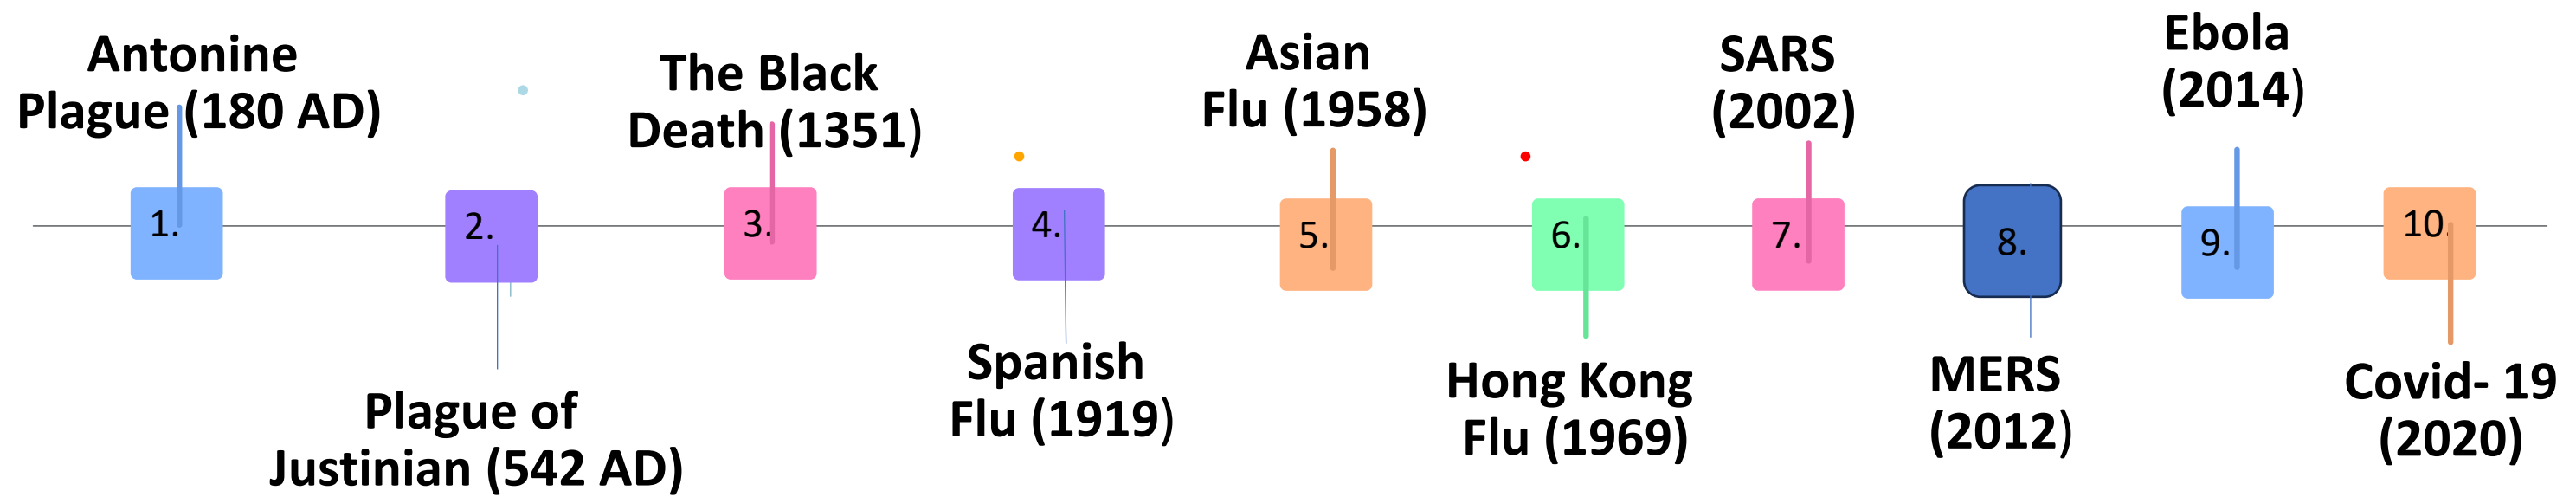 Antonine
Plague (180 AD)
1.
2.
Plague of
Justinian (542 AD)
The Black
Death (1351)
3.
4.
Spanish
Flu (1919)
Asian
Flu (1958)
5.
6.
Hong Kong
Flu (1969)
SARS
(2002)
7.
8.
MERS
(2012)
Ebola
(2014)
9.
10.
Covid- 19
(2020)